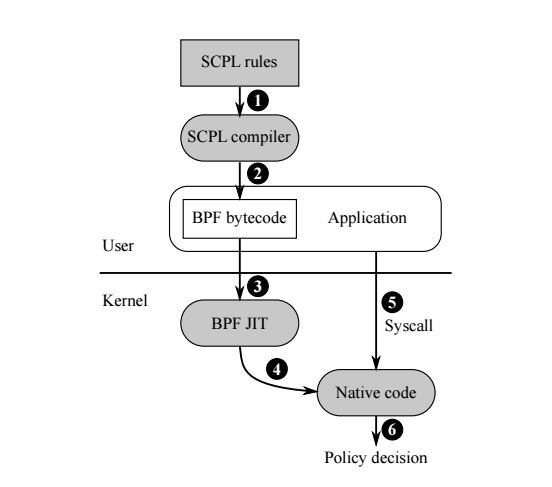 SCPL rules
1
SCPL compiler
2
BPF bytecode
Application
User
Kernel
3
5
Syscall
BPF JIT
4
Native code
6
Policy decision